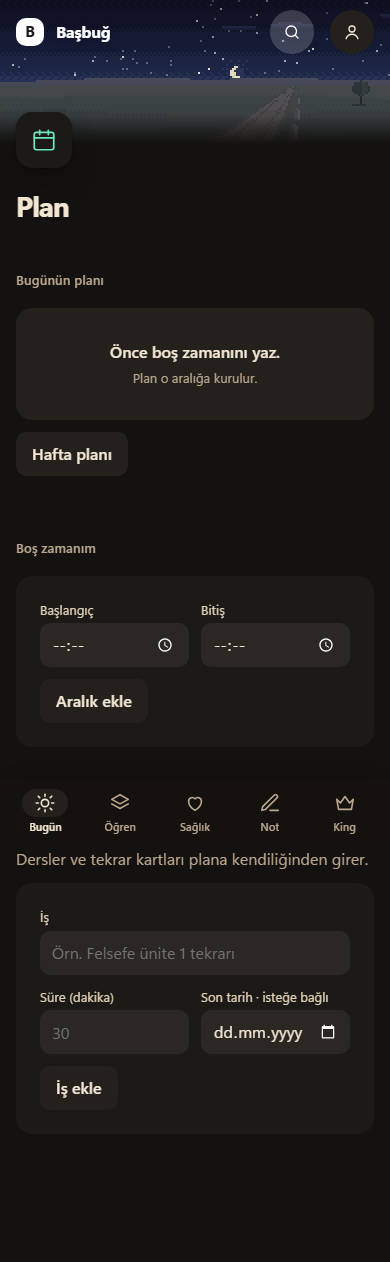 B Başbuğ
Plan
Bugünün planı
Önce boş zamanını yaz.
Plan o aralığa kurulur.
Hafta planı
Boş zamanım
Başlangıç Bitiş
--:-- --:--
Aralık ekle
Bugün Öğren Sağlık Not King
Dersler ve tekrar kartları plana kendiliğinden girer.
İş
Örn. Felsefe ünite 1 tekrarı
Süre (dakika) Son tarih · isteğe bağlı
30 dd.mm.yyyy
İş ekle